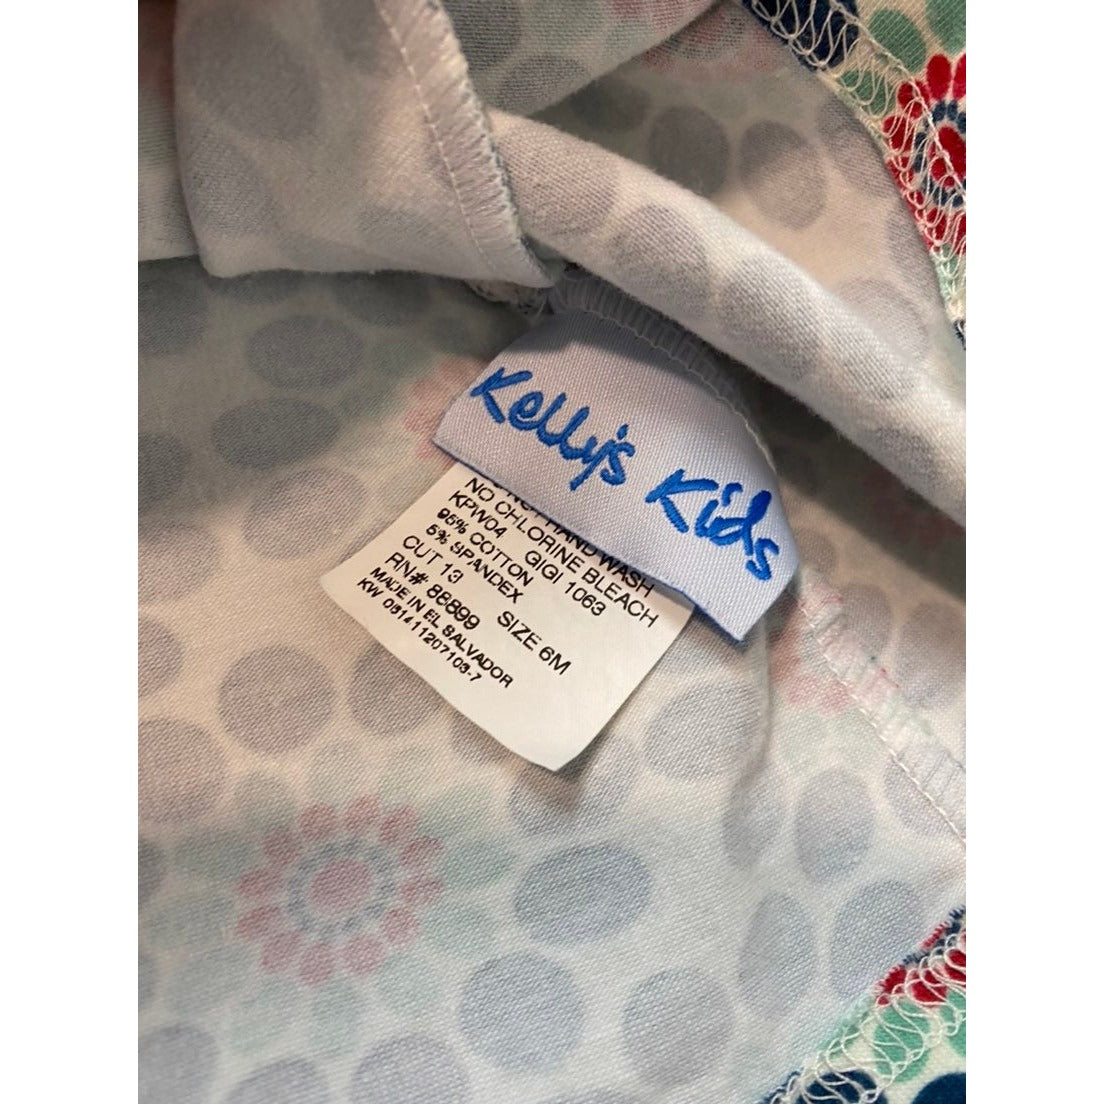 Kelly's Kids
HAND WASH
NO CHLORINE BLEACH
KPW04 GIGI 1063
95% COTTON
5% SPANDEX
CUT 13 SIZE 6M
RN# 88899
MADE IN EL SALVADOR
KW 081411207103-7